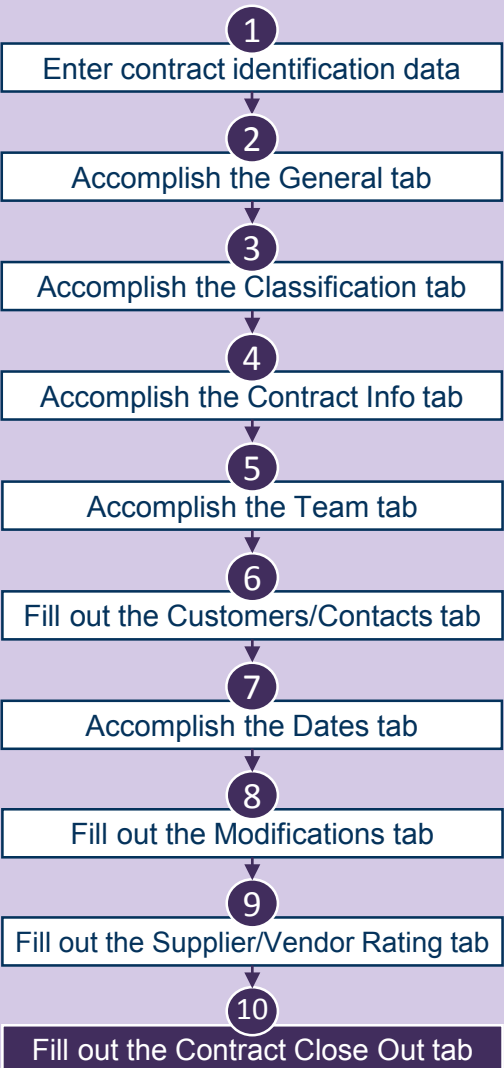 1
Enter contract identification data
2
Accomplish the General tab
3
Accomplish the Classification tab
4
Accomplish the Contract Info tab
5
Accomplish the Team tab
6
Fill out the Customers/Contacts tab
7
Accomplish the Dates tab
8
Fill out the Modifications tab
9
Fill out the Supplier/Vendor Rating tab
10
Fill out the Contract Close Out tab